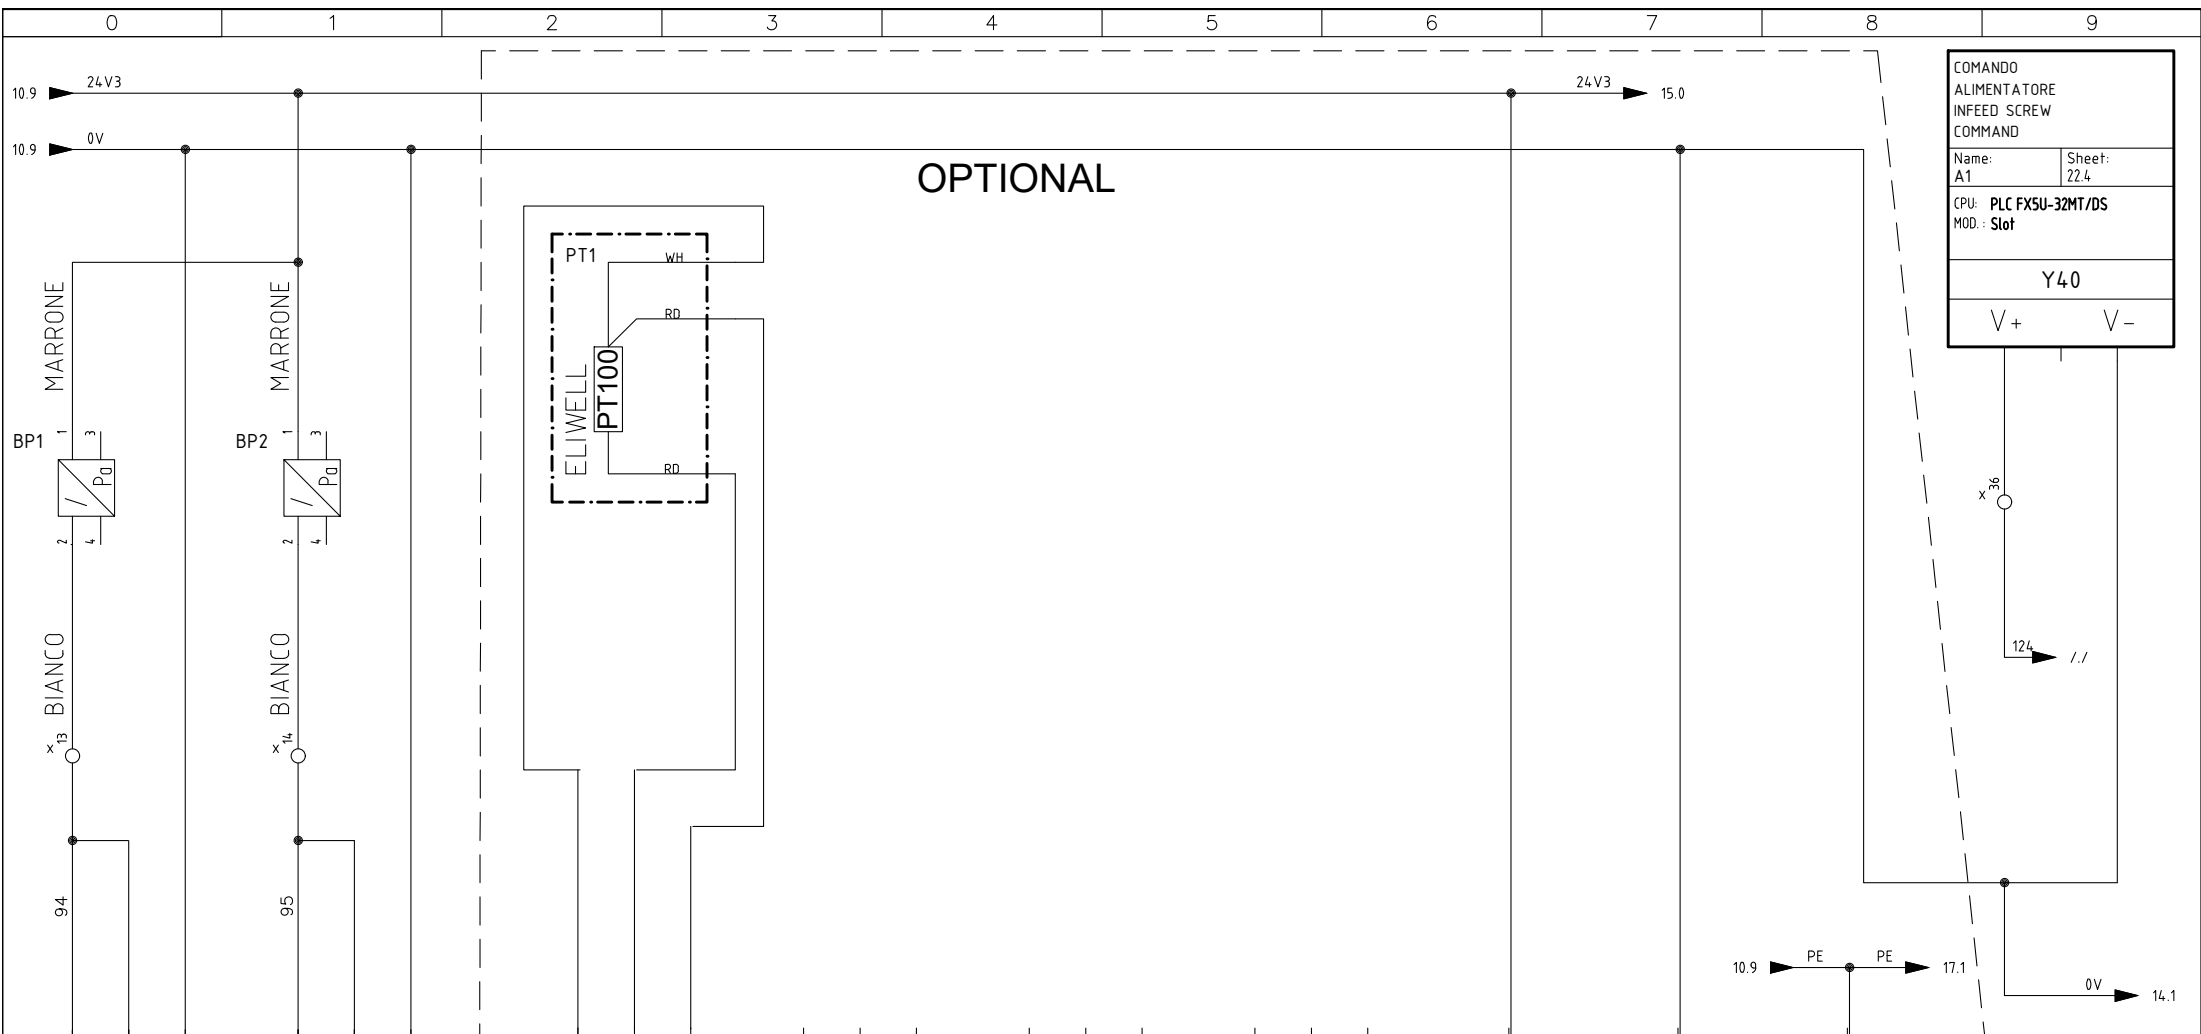 0 1 2 3 4 5 6 7 8 9
10.9 24V3 24V3 15.0
10.9 0V
OPTIONAL
COMANDO
ALIMENTATORE
INFEED SCREW
COMMAND
Name: Sheet:
A1 22.4
CPU: PLC FX5U-32MT/DS
MOD.: Slot
Y40
V+ V-
MARRONE
MARRONE
PT1
WH
RD
ELIWELL
PT100
RD
BP1 1 3
Pa
2 4
BP2 1 3
Pa
2 4
x 36
124 /./
BIANCO
BIANCO
x 13
x 14
94
95
10.9 PE PE 17.1
0V 14.1